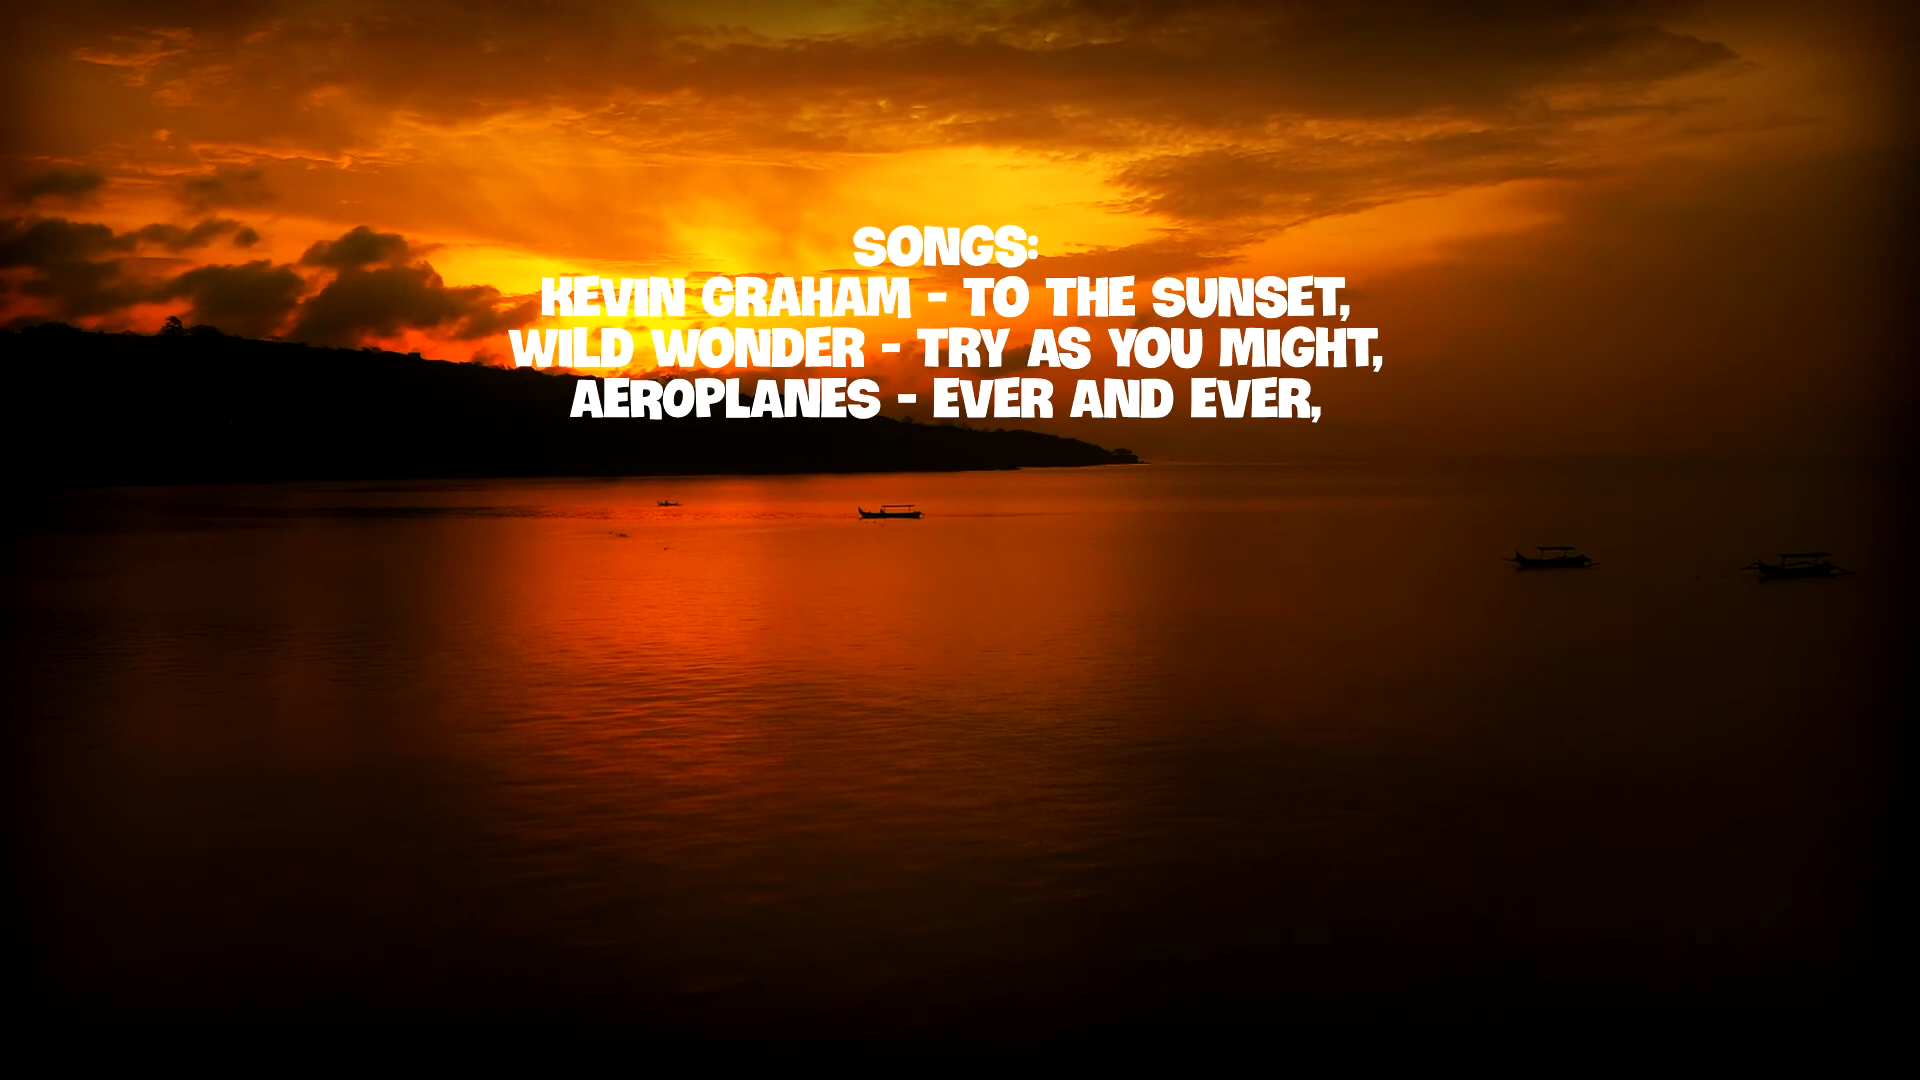 SONGS:
KEVIN GRAHAM - TO THE SUNSET,
WILD WONDER - TRY AS YOU MIGHT,
AEROPLANES - EVER AND EVER,